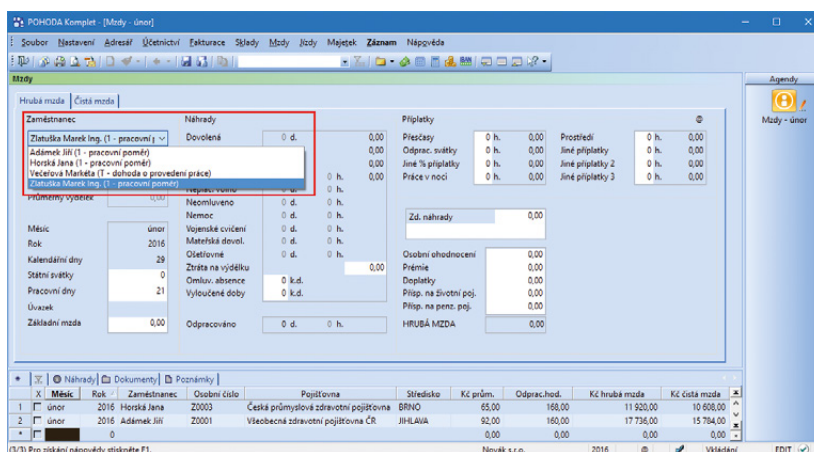 POHODA Komplet - [Mzdy - únor]
Soubor Nastavení Adresář Účetnictví Fakturace Sklady Mzdy Jízdy Majetek Záznam Nápověda
Mzdy
Agendy
Mzdy - únor
Hrubá mzda Čistá mzda
Zaměstnanec Náhrady Příplatky
Zlatuška Marek Ing. (1 - pracovní p Dovolená 0 d. 0,00 Přesčasy 0 h. 0,00 Prostředí 0 h. 0,00
Adámek Jiří (1 - pracovní poměr) 0,00 Odprac. svátky 0 h. 0,00 Jiné příplatky 0 h. 0,00
Horská Jana (1 - pracovní poměr) 0,00 Jiné % příplatky 0 h. 0,00 Jiné příplatky 2 0 h. 0,00
Večeřová Markéta (T - dohoda o provedení práce) 0 h. 0,00 Práce v noci 0 h. 0,00 Jiné příplatky 3 0 h. 0,00
Zlatuška Marek Ing. (1 - pracovní poměr)
Neplac. volno 0 d. 0 h.
Průměrný výdělek 0,00 Neomluveno 0 d. 0 h.
Nemoc 0 d. 0 h. Zd. náhrady 0,00
Měsíc únor Vojenské cvičení 0 d. 0 h.
Rok 2016 Mateřská dovol. 0 d. 0 h.
Kalendářní dny 29 Ošetřovné 0 d. 0 h. Osobní ohodnocení 0,00
Státní svátky 0 Ztráta na výdělku 0,00 Prémie 0,00
Pracovní dny 21 Omluv. absence 0 k.d. Doplatky 0,00
Vyloučené doby 0 k.d. Přísp. na životní poj. 0,00
Úvazek Přísp. na penz. poj. 0,00
Základní mzda 0,00 Odpracováno 0 d. 0 h. HRUBÁ MZDA 0,00
Náhrady Dokumenty Poznámky
X Měsíc Rok Zaměstnanec Osobní číslo Pojišťovna Středisko Kč prům. Odprac.hod. Kč hrubá mzda Kč čistá mzda
1 únor 2016 Horská Jana Z0003 Česká průmyslová zdravotní pojišťovna BRNO 65,00 168,00 11 920,00 10 608,00
2 únor 2016 Adámek Jiří Z0001 Všeobecná zdravotní pojišťovna ČR JIHLAVA 92,00 160,00 17 736,00 15 784,00
* 0 0,00 0,00 0,00 0,00
(3/3) Pro získání nápovědy stiskněte F1. Novák s.r.o. 2016 @ Vkládání EDIT